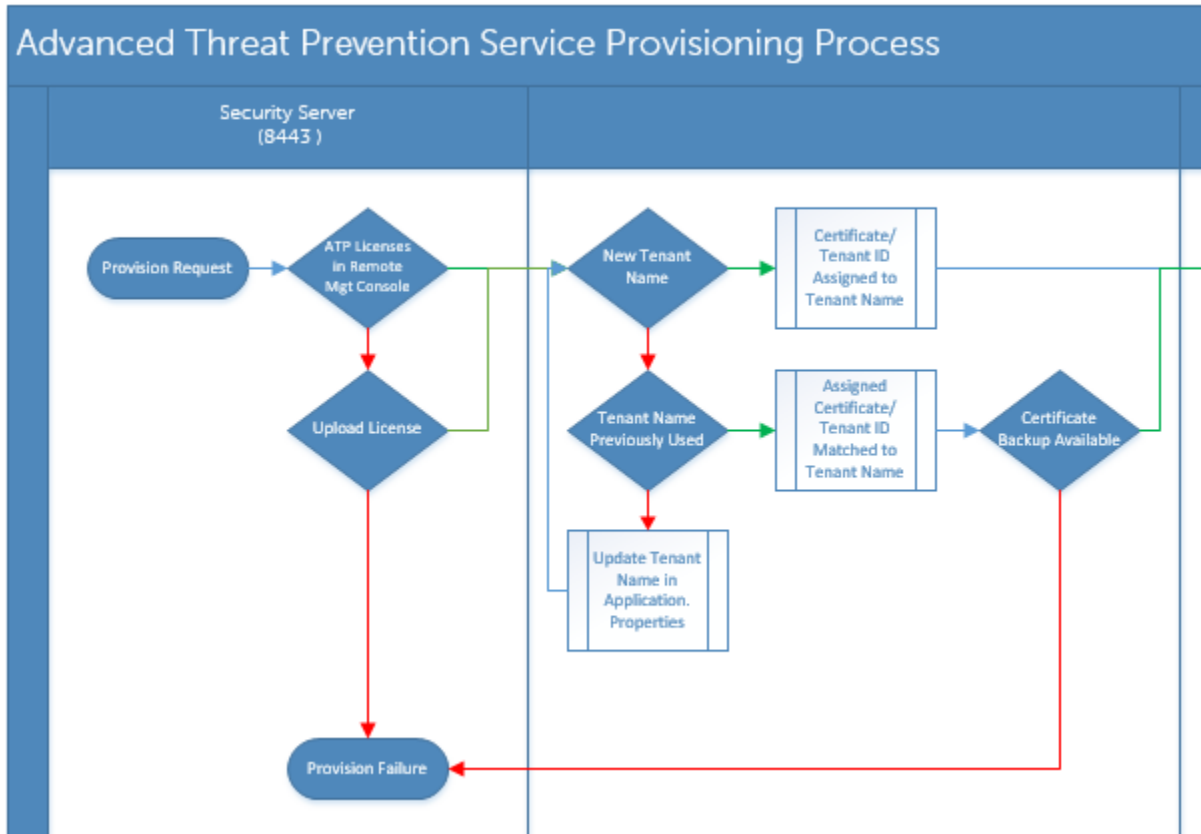 Advanced Threat Prevention Service Provisioning Process
Security Server
(8443 )
Provision Request
ATP Licenses
in Remote
Mgt Console
New Tenant
Name
Certificate/
Tenant ID
Assigned to
Tenant Name
Upload License
Tenant Name
Previously Used
Assigned
Certificate/
Tenant ID
Matched to
Tenant Name
Certificate
Backup Available
Update Tenant
Name in
Application.
Properties
Provision Failure